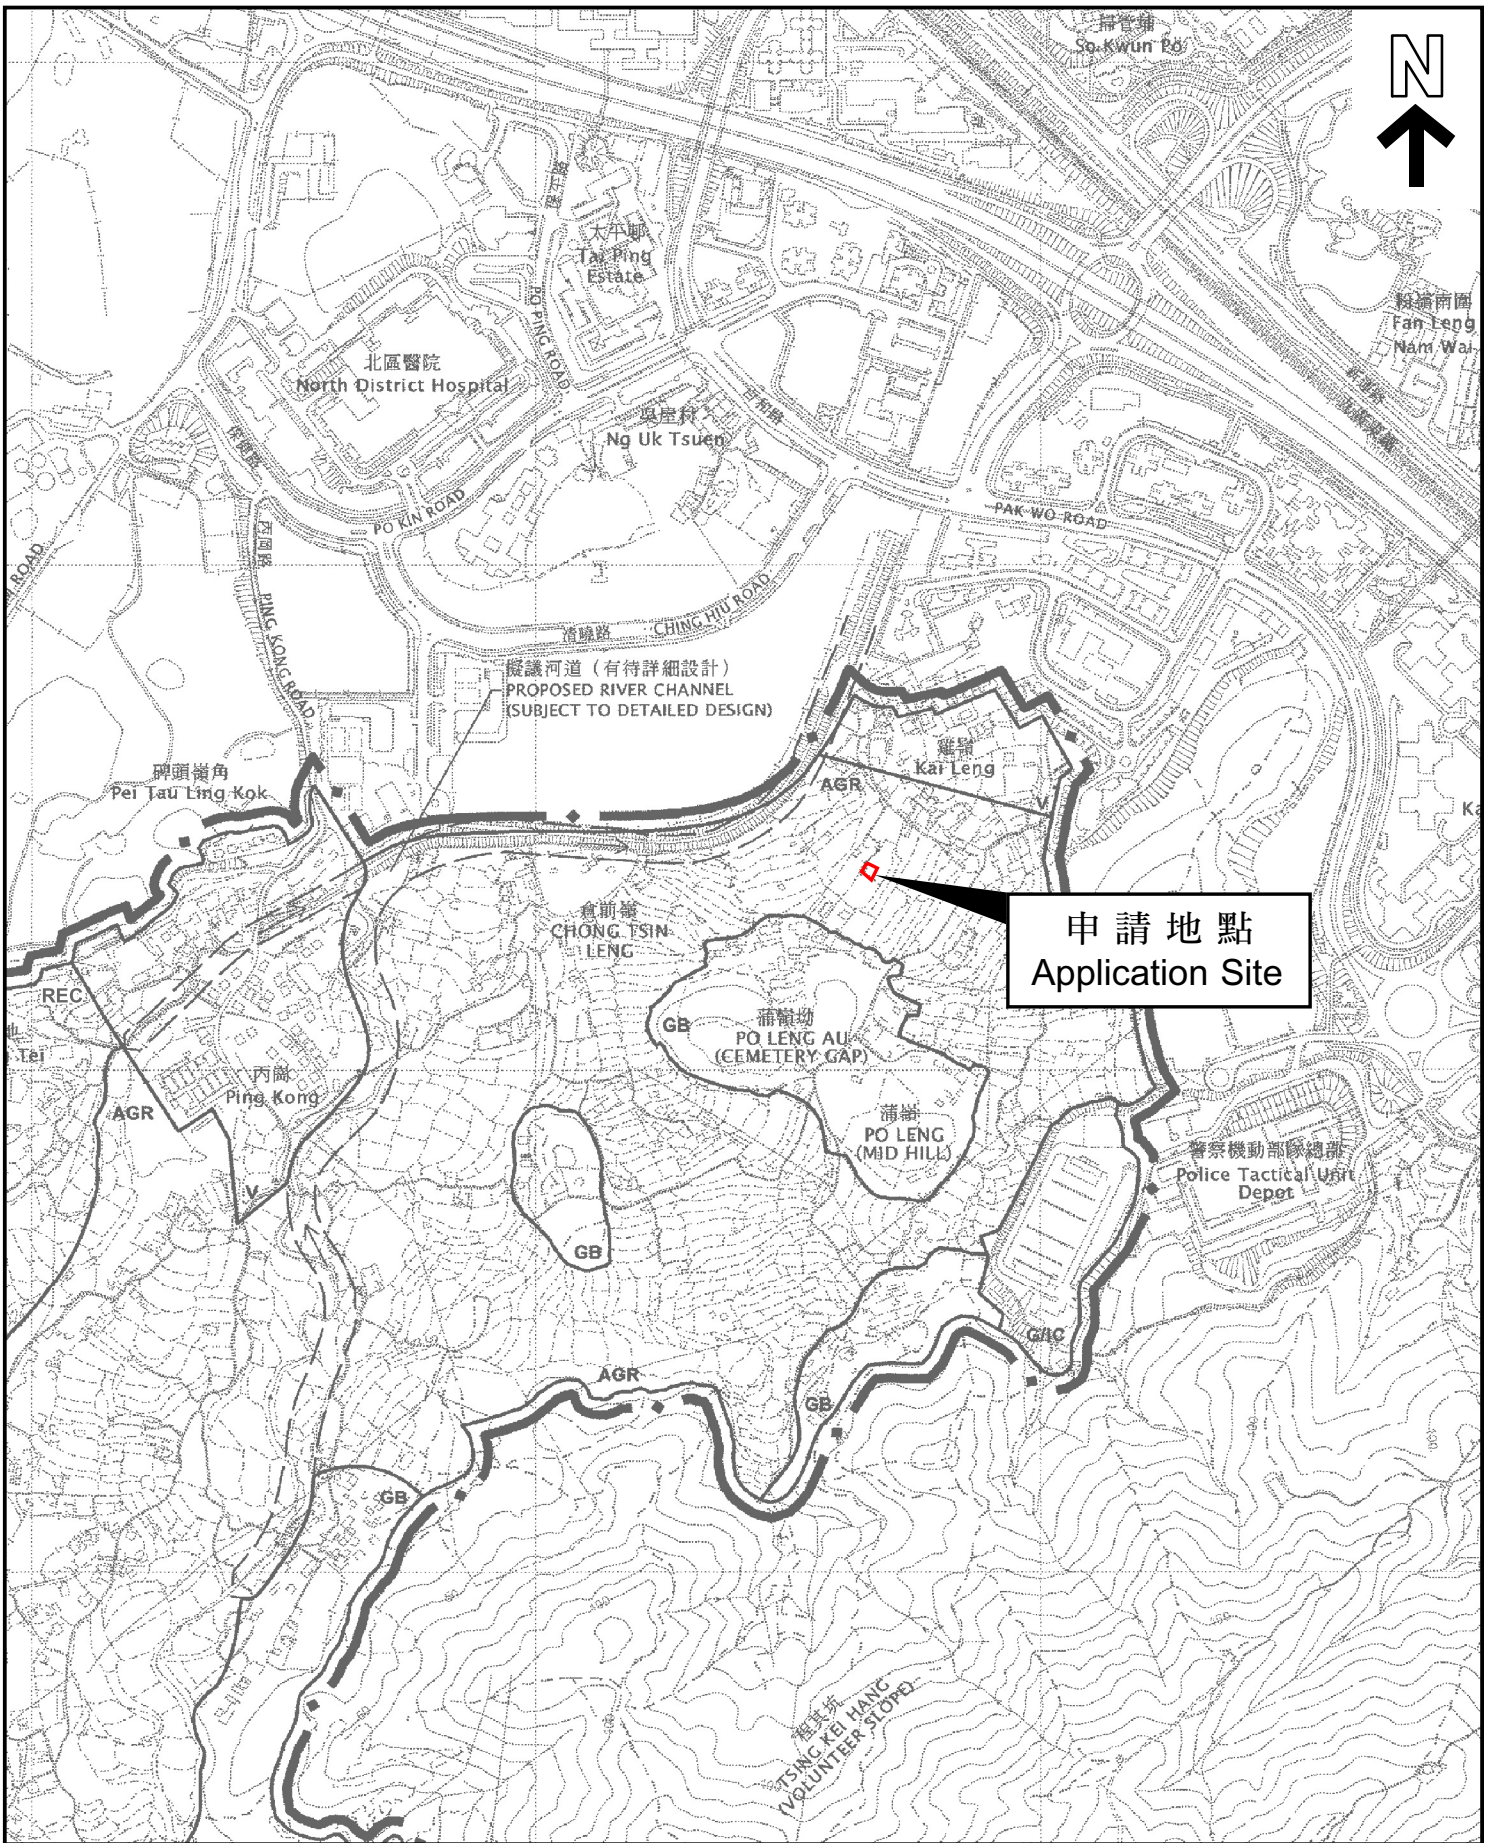 掃管埔
So Kwun Po
N
太平邨
Tai Ping
Estate
粉嶺南圍
Fan Leng
Nam Wai
PO PING ROAD
北區醫院
North District Hospital
吳屋村
Ng Uk Tsuen
百和路
保健路
PO KIN ROAD
PAK WO ROAD
丙崗路
PING KONG ROAD
ROAD
清曉路
CHING HIU ROAD
擬議河道（有待詳細設計）
PROPOSED RIVER CHANNEL
(SUBJECT TO DETAILED DESIGN)
雞嶺
Kai Leng
碑頭嶺角
Pei Tau Ling Kok
AGR
V
Ka
申請地點
Application Site
倉前嶺
CHONG TSIN
LENG
REC
GB
蒲嶺坳
PO LENG AU
(CEMETERY GAP)
Tei
丙崗
Ping Kong
AGR
蒲嶺
PO LENG
(MID HILL)
警察機動部隊總部
Police Tactical Unit
Depot
V
GB
G/IC
AGR
GB
GB
100
程其坑
TSING KEI HANG
(VOLUNTEER SLOPE)